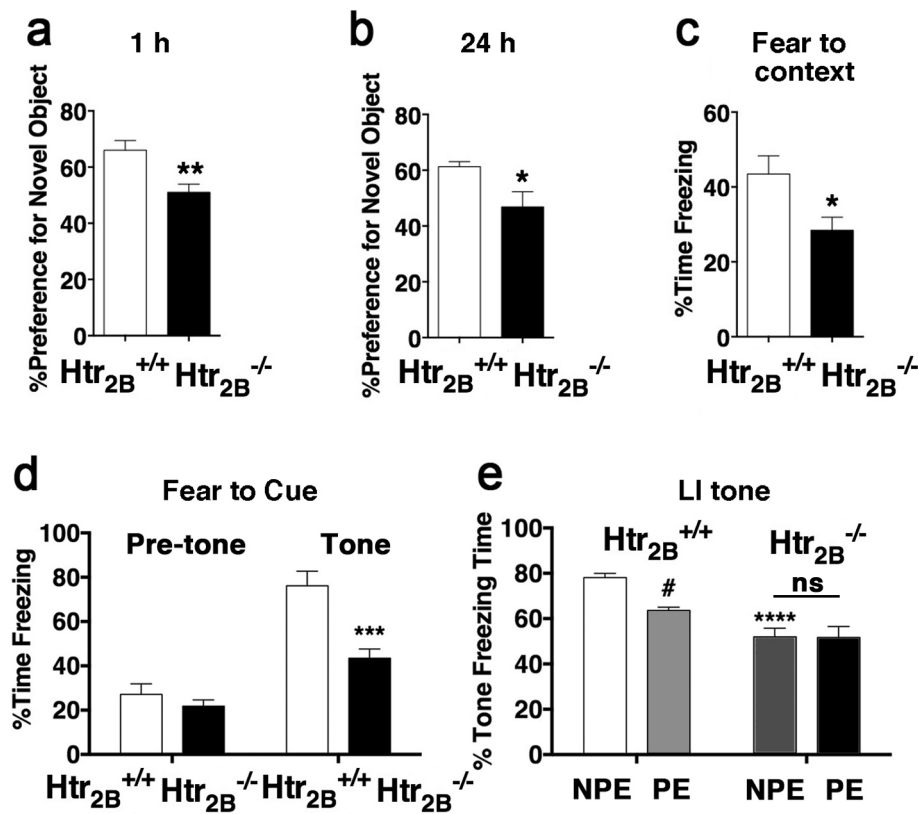 a
1 h
%Preference for Novel Object
80
60
40
20
0
**
Htr2B+/+ Htr2B-/-
b
24 h
%Preference for Novel Object
80
60
40
20
0
*
Htr2B+/+ Htr2B-/-
c
Fear to
context
%Time Freezing
60
40
20
0
*
Htr2B+/+ Htr2B-/-
d
Fear to Cue
%Time Freezing
100
80
60
40
20
0
Pre-tone Tone
***
Htr2B+/+ Htr2B-/- Htr2B+/+ Htr2B-/-
e
LI tone
% Tone Freezing Time
100
80
60
40
20
0
Htr2B+/+ Htr2B-/-
ns
#
****
NPE PE NPE PE